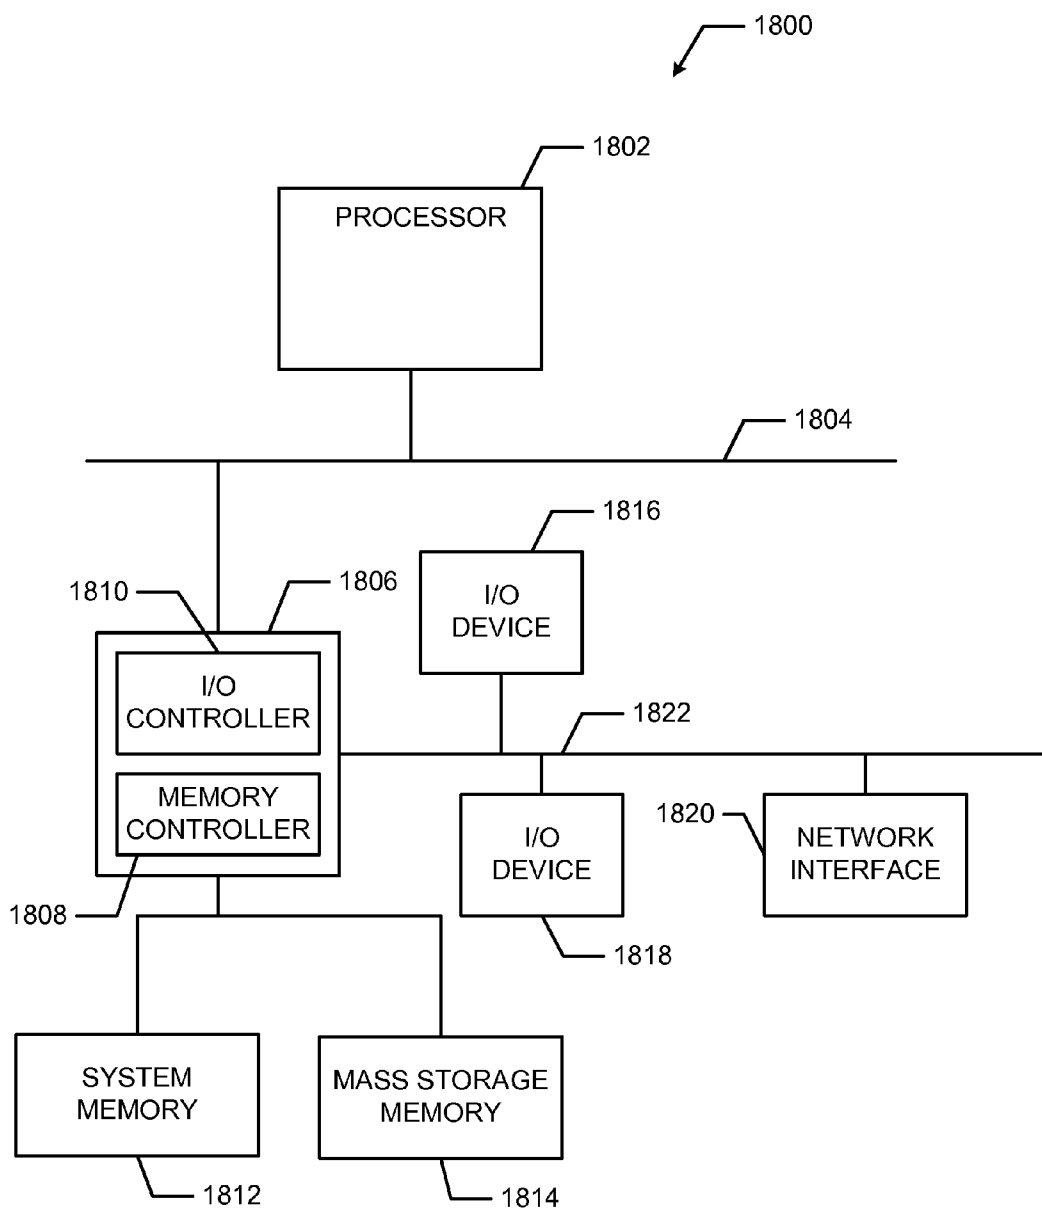 1800
1802
PROCESSOR
1804
1816
1810
1806
I/O
DEVICE
I/O
CONTROLLER
1822
MEMORY
CONTROLLER
I/O
DEVICE
1820
NETWORK
INTERFACE
1808
1818
SYSTEM
MEMORY
MASS STORAGE
MEMORY
1812
1814